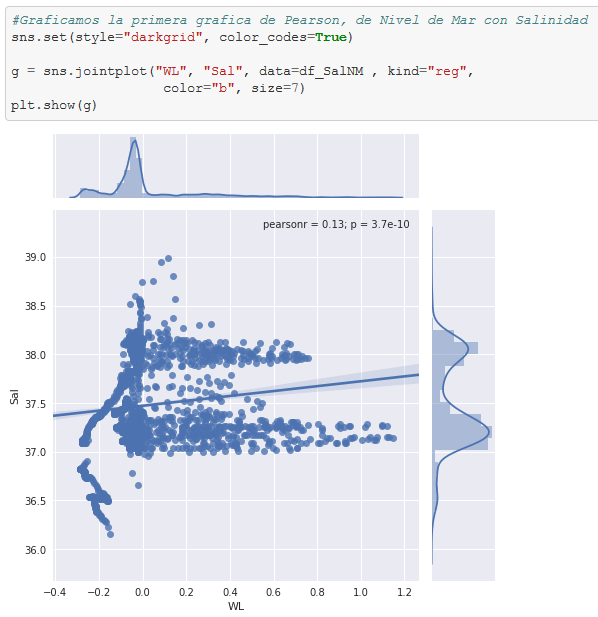 #Graficamos la primera grafica de Pearson, de Nivel de Mar con Salinidad
sns.set(style="darkgrid", color_codes=True)
g = sns.jointplot("WL", "Sal", data=df_SalNM , kind="reg",
color="b", size=7)
plt.show(g)
pearsonr = 0.13; p = 3.7e-10
39.0
38.5
38.0
37.5
37.0
36.5
36.0
Sal
−0.4 −0.2 0.0 0.2 0.4 0.6 0.8 1.0 1.2
WL